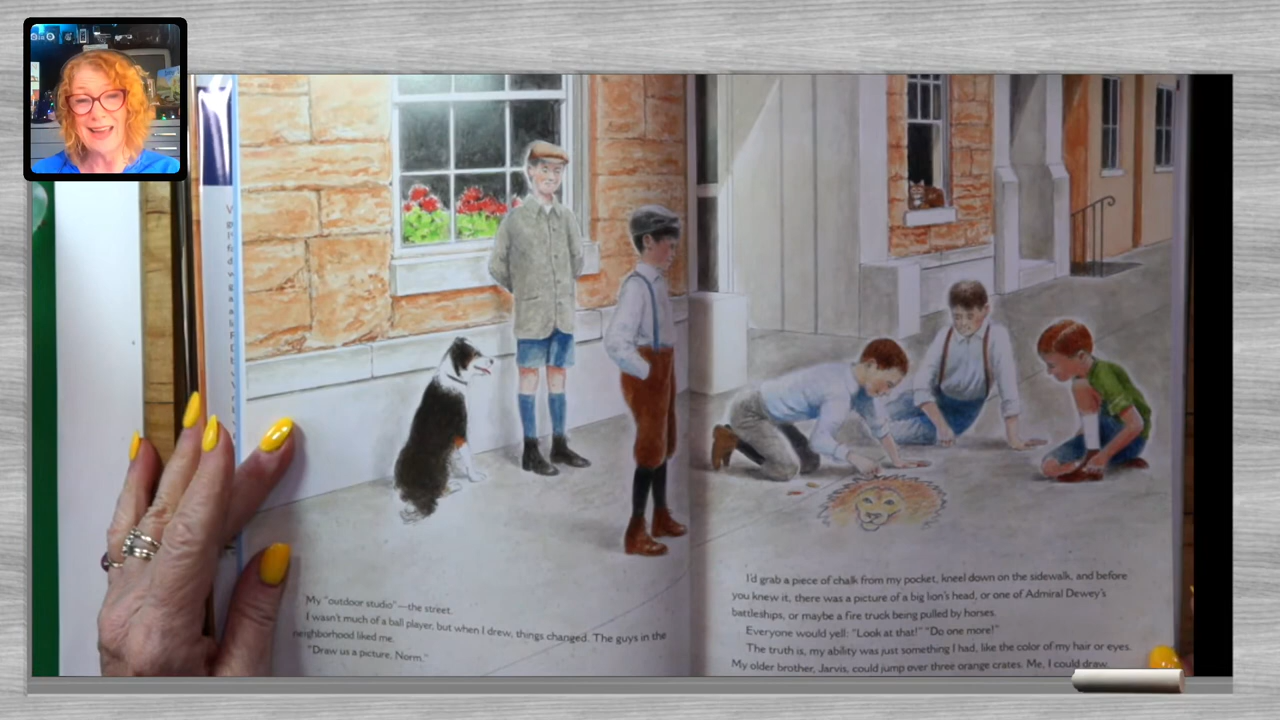 My "outdoor studio"—the street.
I wasn't much of a ball player, but when I drew, things changed. The guys in the
neighborhood liked me.
"Draw us a picture, Norm."
I'd grab a piece of chalk from my pocket, kneel down on the sidewalk, and before
you knew it, there was a picture of a big lion's head, or one of Admiral Dewey's
battleships, or maybe a fire truck being pulled by horses.
Everyone would yell: "Look at that!" "Do one more!"
The truth is, my ability was just something I had, like the color of my hair or eyes.
My older brother, Jarvis, could jump over three orange crates. Me, I could draw.